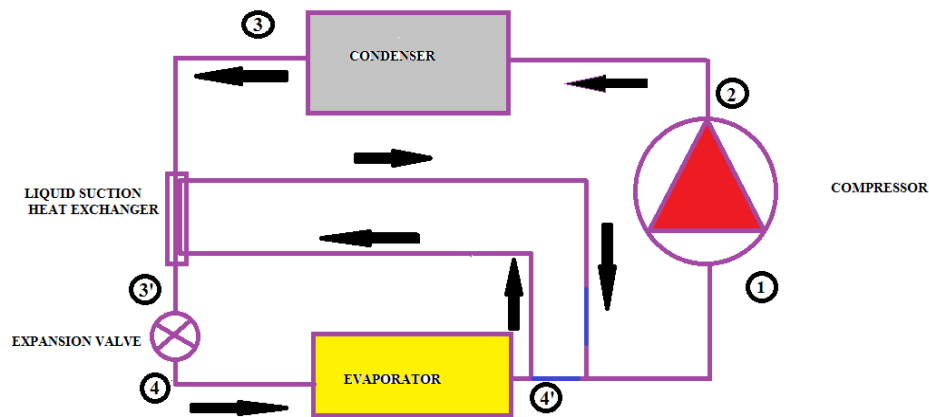 3
CONDENSER
2
LIQUID SUCTION
HEAT EXCHANGER
COMPRESSOR
3'
1
EXPANSION VALVE
EVAPORATOR
4
4'